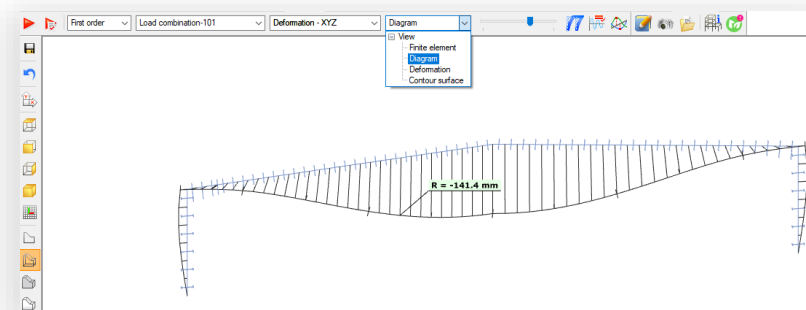 First order Load combination-101 Deformation - XYZ Diagram
View
Finite element
Diagram
Deformation
Contour surface
R = -141.4 mm